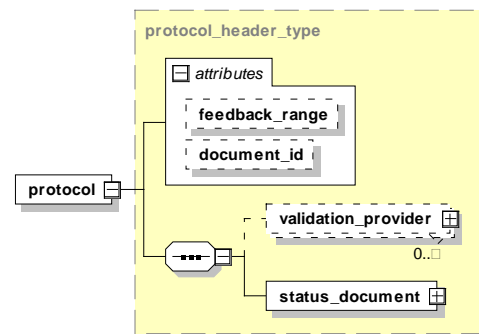 protocol_header_type
attributes
feedback_range
document_id
protocol
validation_provider
0..□
status_document